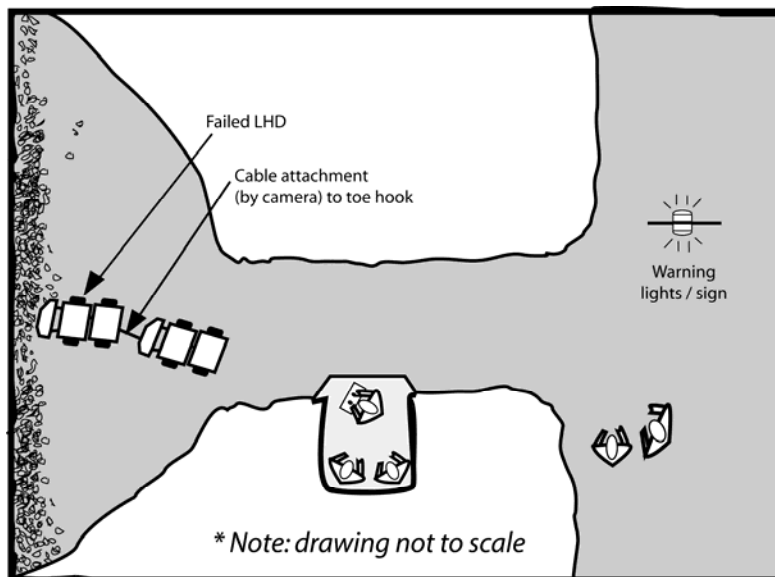 Failed LHD
Cable attachment
(by camera) to toe hook
Warning
lights / sign
* Note: drawing not to scale